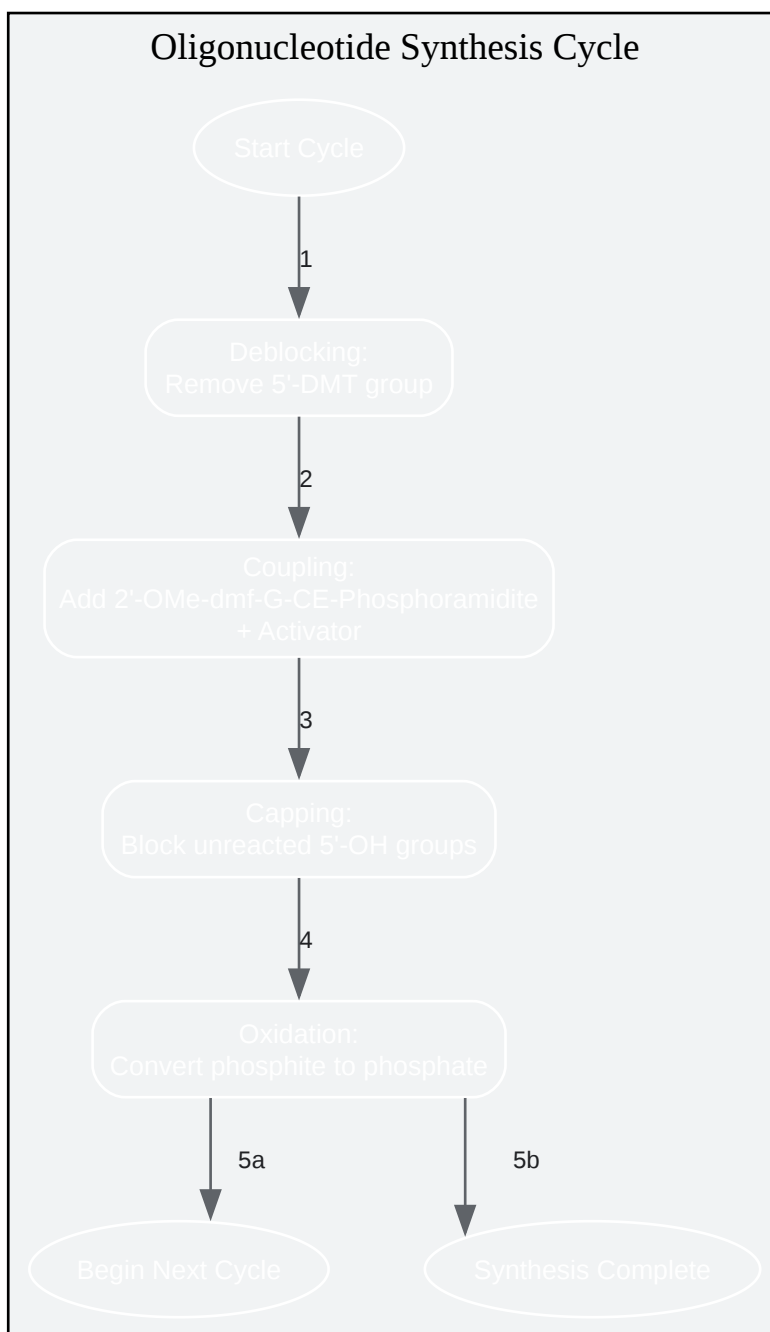 Oligonucleotide Synthesis Cycle
Start Cycle
1
Deblocking:
Remove 5'-DMT group
2
Coupling:
Add 2'-OMe-dmf-G-CE-Phosphoramidite
+ Activator
3
Capping:
Block unreacted 5'-OH groups
4
Oxidation:
Convert phosphite to phosphate
5a
5b
Begin Next Cycle
Synthesis Complete